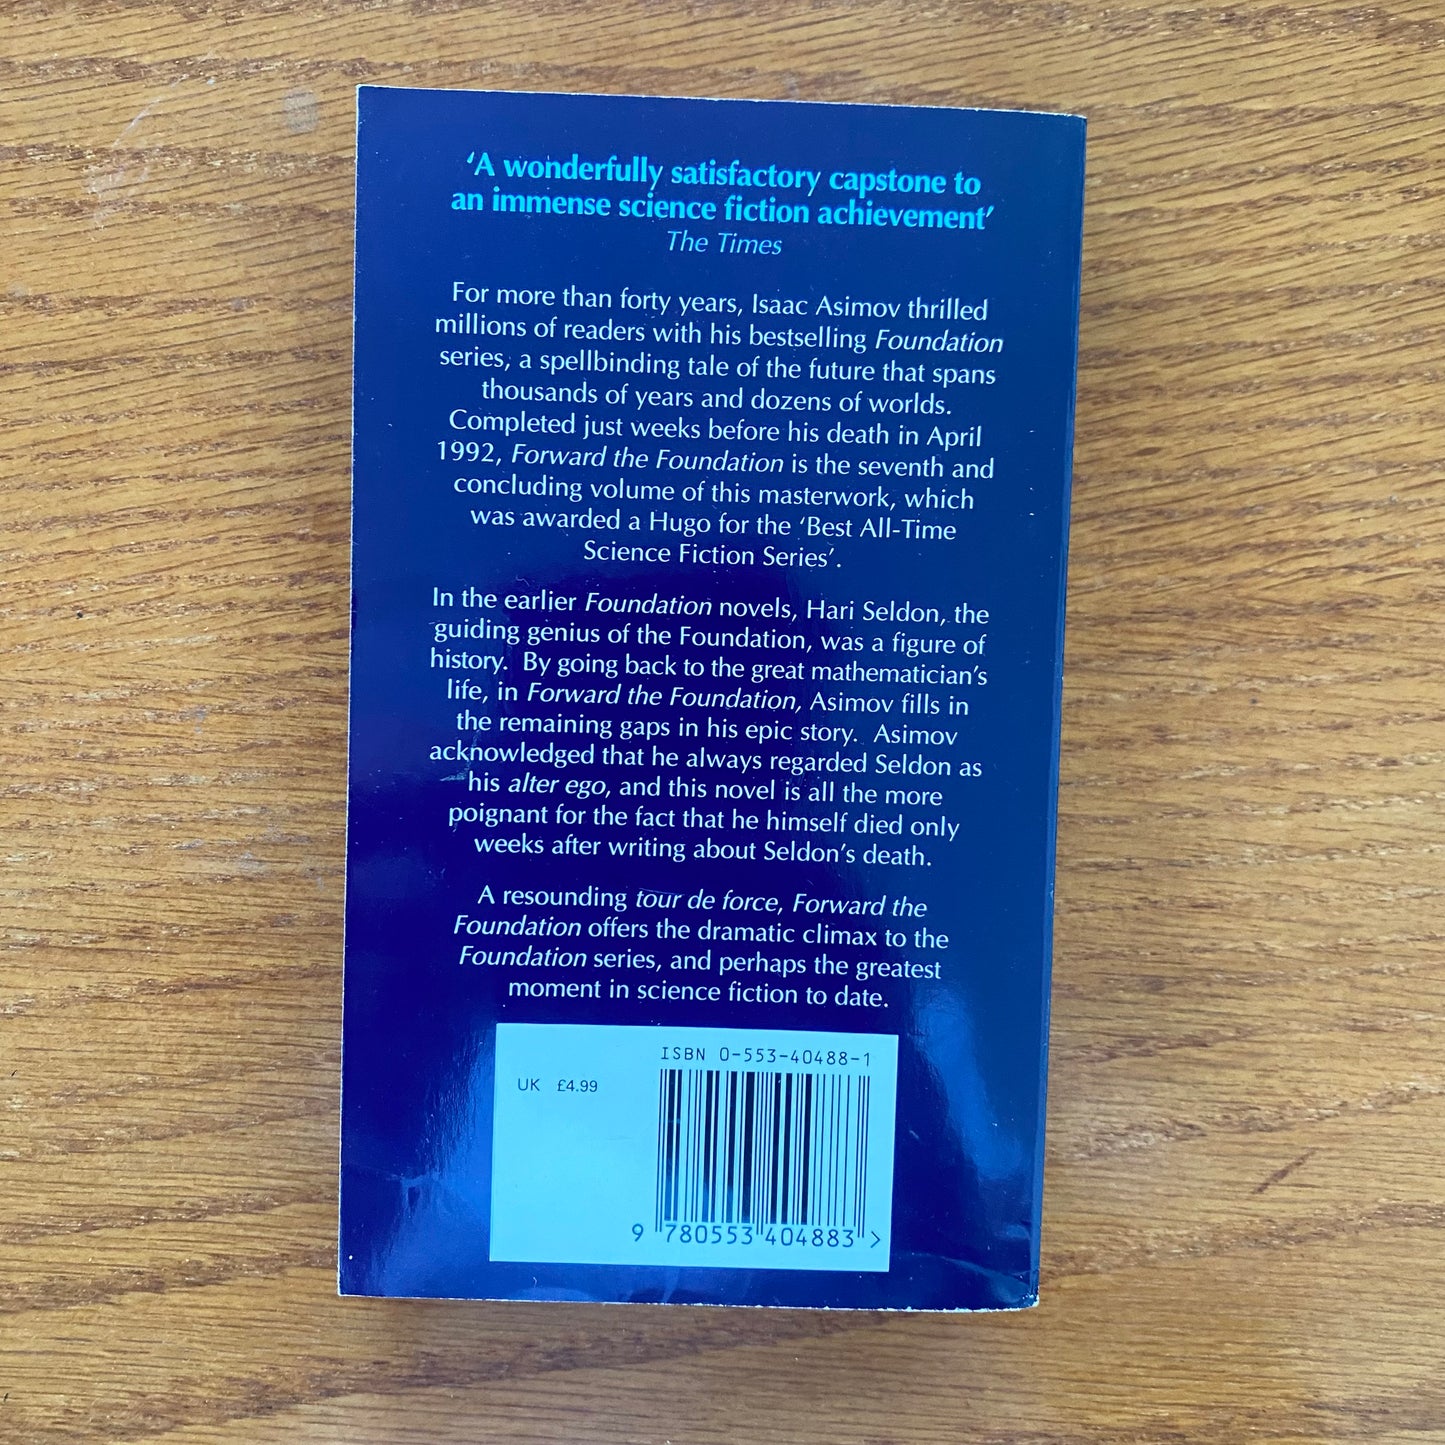 ‘A wonderfully satisfactory capstone to
an immense science fiction achievement’
The Times
For more than forty years, Isaac Asimov thrilled
millions of readers with his bestselling Foundation
series, a spellbinding tale of the future that spans
thousands of years and dozens of worlds.
Completed just weeks before his death in April
1992, Forward the Foundation is the seventh and
concluding volume of this masterwork, which
was awarded a Hugo for the ‘Best All-Time
Science Fiction Series’.
In the earlier Foundation novels, Hari Seldon, the
guiding genius of the Foundation, was a figure of
history. By going back to the great mathematician’s
life, in Forward the Foundation, Asimov fills in
the remaining gaps in his epic story. Asimov
acknowledged that he always regarded Seldon as
his alter ego, and this novel is all the more
poignant for the fact that he himself died only
weeks after writing about Seldon’s death.
A resounding tour de force, Forward the
Foundation offers the dramatic climax to the
Foundation series, and perhaps the greatest
moment in science fiction to date.
ISBN 0-553-40488-1
UK £4.99
9 780553 404883 >